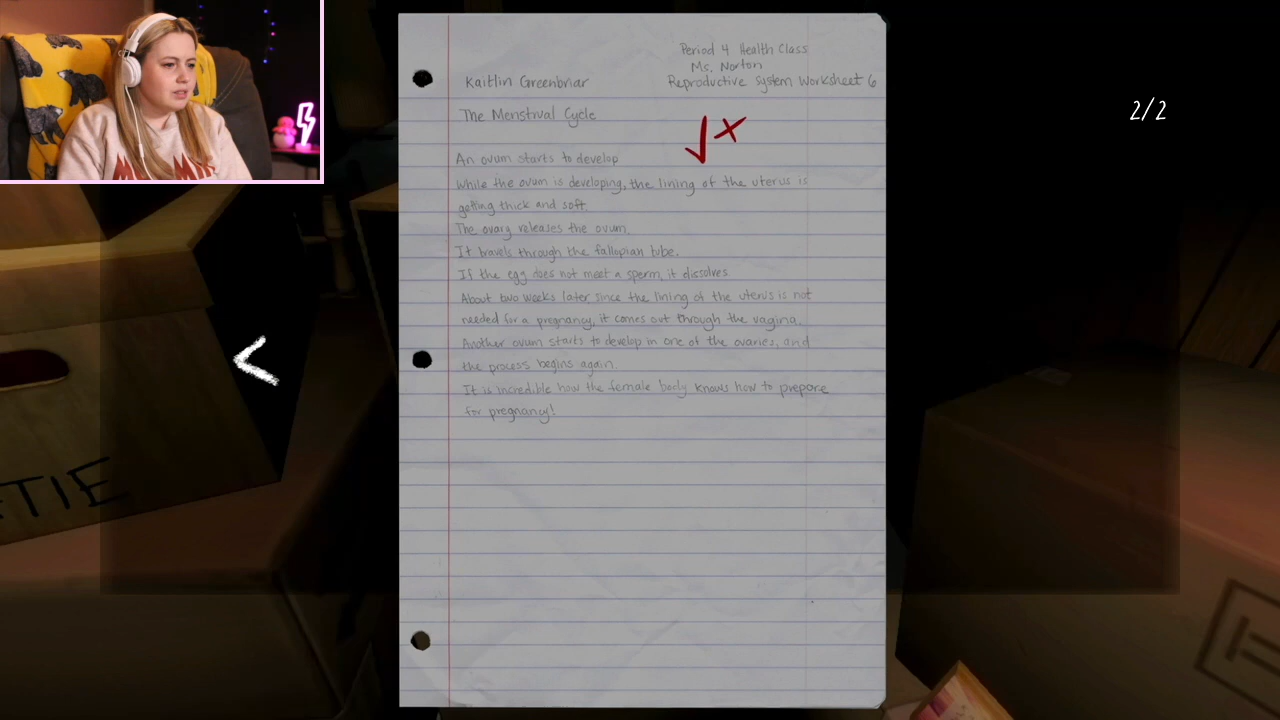 Period 4 Health Class
Ms. Norton
Kaitlin Greenbriar
Reproductive System Worksheet 6
2/2
The Menstrual Cycle
√+
An ovum starts to develop
While the ovum is developing, the lining of the uterus is
getting thick and soft.
The ovary releases the ovum.
It travels through the fallopian tube.
If the egg does not meet a sperm, it dissolves
About two weeks later since the lining of the uterus is not
needed for a pregnancy, it comes out through the vagina.
Another ovum starts to develop in one of the ovaries, and
the process begins again.
It is incredible how the female body knows how to prepare
for pregnancy!